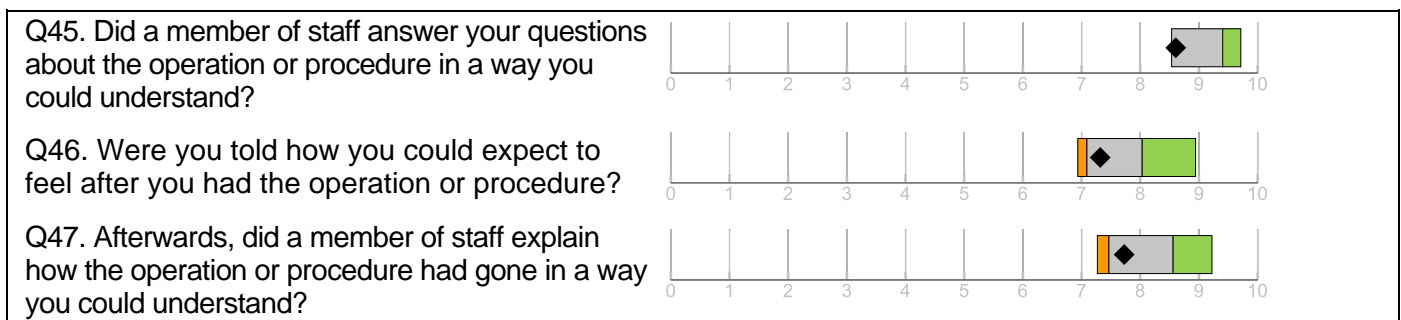 Q45. Did a member of staff answer your questions
about the operation or procedure in a way you
could understand?
0 1 2 3 4 5 6 7 8 9 10
Q46. Were you told how you could expect to
feel after you had the operation or procedure?
0 1 2 3 4 5 6 7 8 9 10
Q47. Afterwards, did a member of staff explain
how the operation or procedure had gone in a way
you could understand?
0 1 2 3 4 5 6 7 8 9 10